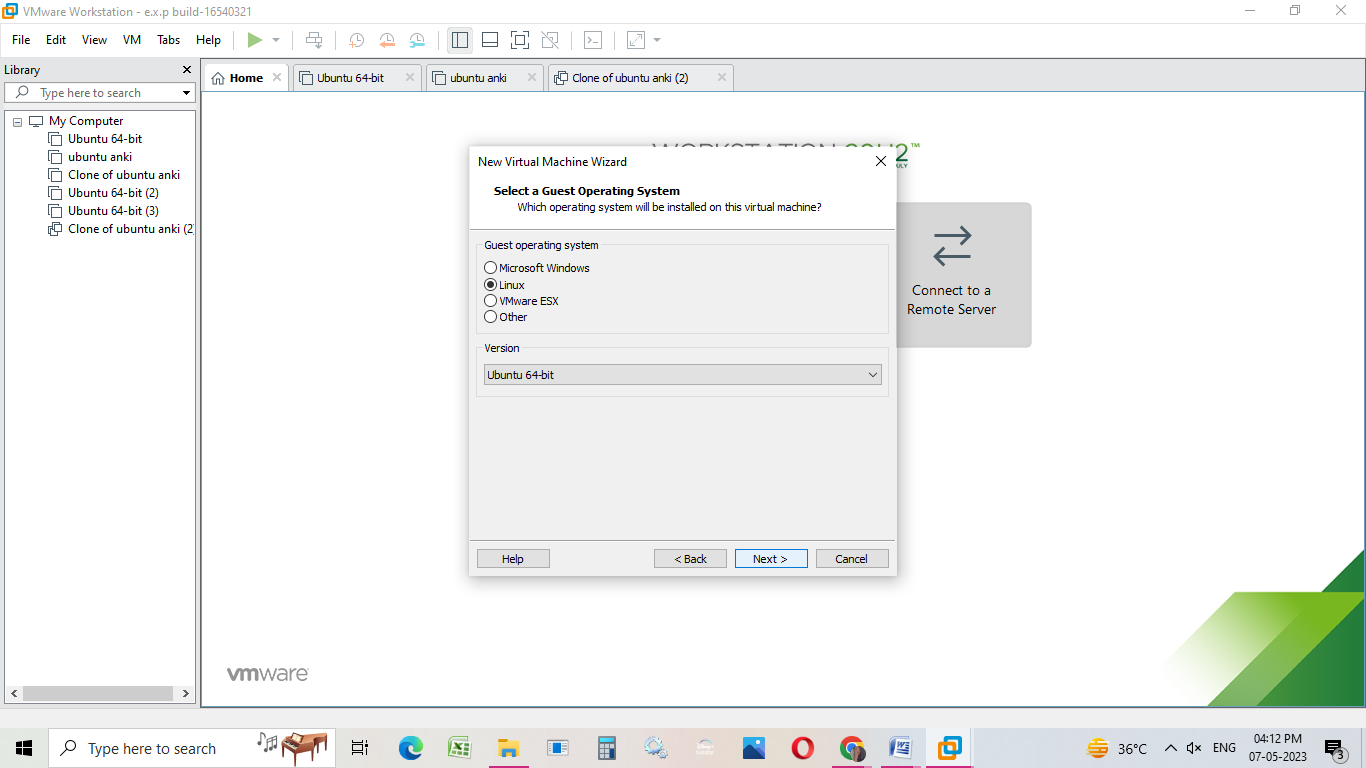 VMware Workstation - e.x.p build-16540321
File Edit View VM Tabs Help
Library
Type here to search
My Computer
Ubuntu 64-bit
ubuntu anki
Clone of ubuntu anki
Ubuntu 64-bit (2)
Ubuntu 64-bit (3)
Clone of ubuntu anki (2
Home
Ubuntu 64-bit
ubuntu anki
Clone of ubuntu anki (2)
WORKSTATION 20H2™
New Virtual Machine Wizard
Select a Guest Operating System
Which operating system will be installed on this virtual machine?
Guest operating system
Microsoft Windows
Linux
VMware ESX
Other
Version
Ubuntu 64-bit
Help
< Back
Next >
Cancel
Connect to a
Remote Server
vmware
Type here to search
36°C
ENG
04:12 PM
07-05-2023
3